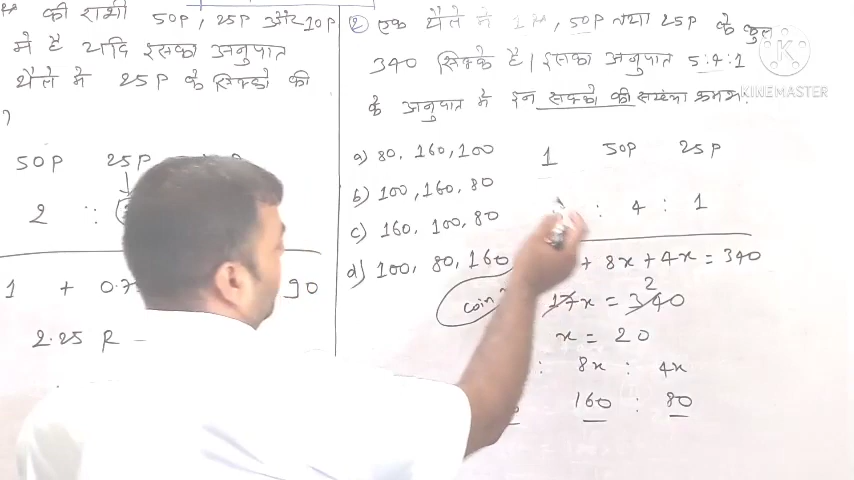 की राशी 50P, 25P और 10P
में है यदि इसका अनुपात
थैले में 25P के सिक्को की
?
50P 25P
2 :
1 + 0.7 90
2.25 R -
② एक थैले में 1 रू, 50P तथा 25P के कुल
340 सिक्के है। इसका अनुपात 5:4:1
के अनुपात में इन सक्को की संख्या क्रमशः
a) 80, 160, 100
b) 100, 160, 80
c) 160, 100, 80
d) 100, 80, 160
1 50P 25P
: 4 : 1
+ 8x + 4x = 340
coin 17x = 340 2
x = 20
: 8x : 4x
160 : 80
KINEMASTER